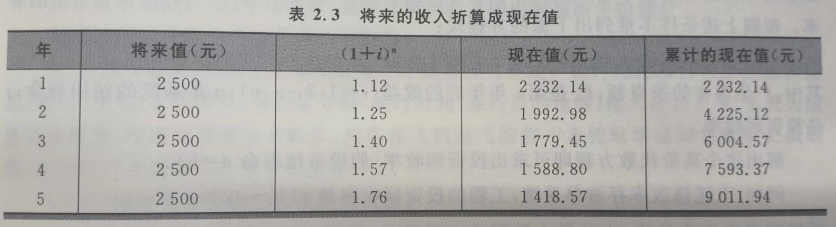 表 2.3 将来的收入折算成现在值
年 将来值(元) (1+i)ⁿ 现在值(元) 累计的现在值(元)
1 2 500 1.12 2 232.14 2 232.14
2 2 500 1.25 1 992.98 4 225.12
3 2 500 1.40 1 779.45 6 004.57
4 2 500 1.57 1 588.80 7 593.37
5 2 500 1.76 1 418.57 9 011.94